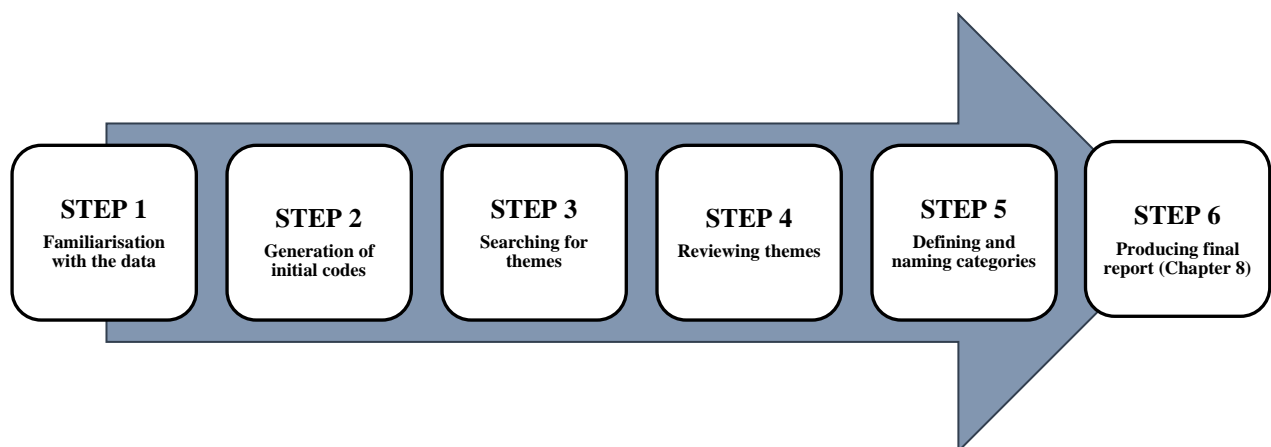 STEP 1
Familiarisation
with the data
STEP 2
Generation of
initial codes
STEP 3
Searching for
themes
STEP 4
Reviewing themes
STEP 5
Defining and
naming categories
STEP 6
Producing final
report (Chapter 8)